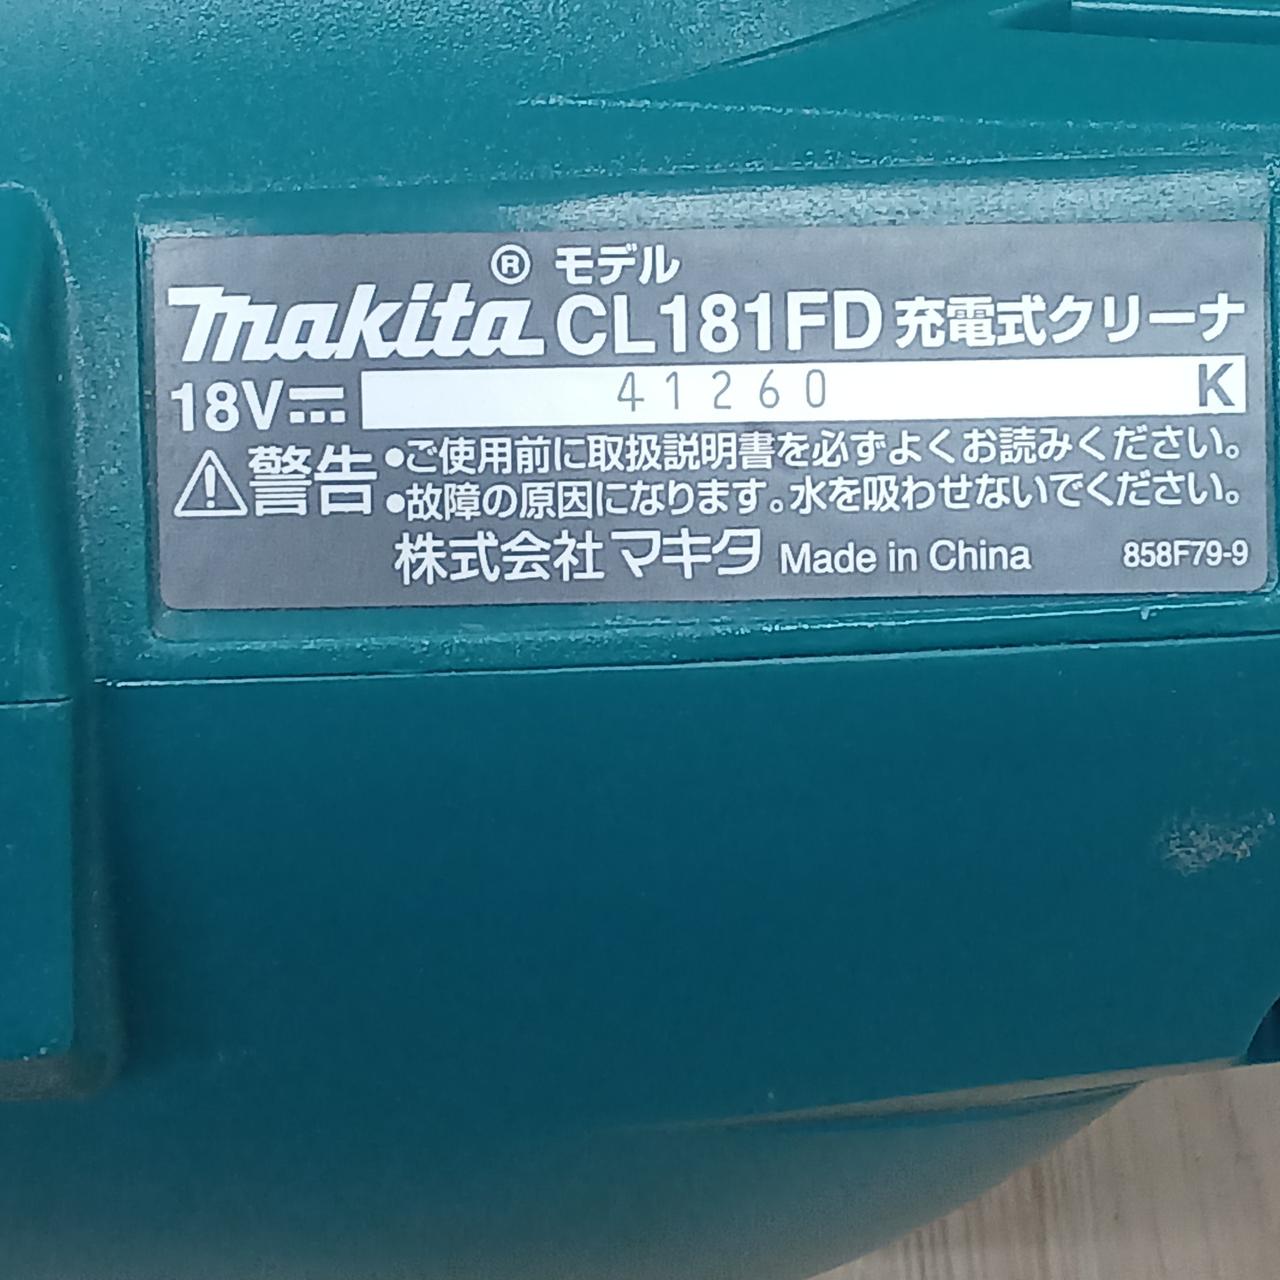 makita® モデル CL181FD 充電式クリーナ
18V 41260 K
警告 •ご使用前に取扱説明書を必ずよくお読みください。
•故障の原因になります。水を吸わせないでください。
株式会社マキタ Made in China 858F79-9